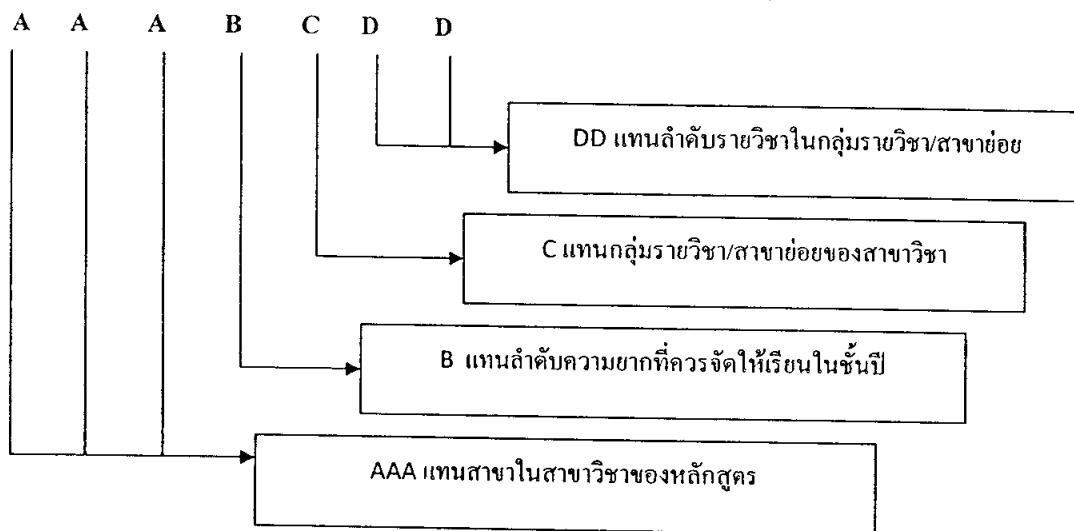 A A A B C D D
DD แทนลำดับรายวิชาในกลุ่มรายวิชา/สาขาย่อย
C แทนกลุ่มรายวิชา/สาขาย่อยของสาขาวิชา
B แทนลำดับความยากที่ควรจัดให้เรียนในชั้นปี
AAA แทนสาขาในสาขาวิชาของหลักสูตร